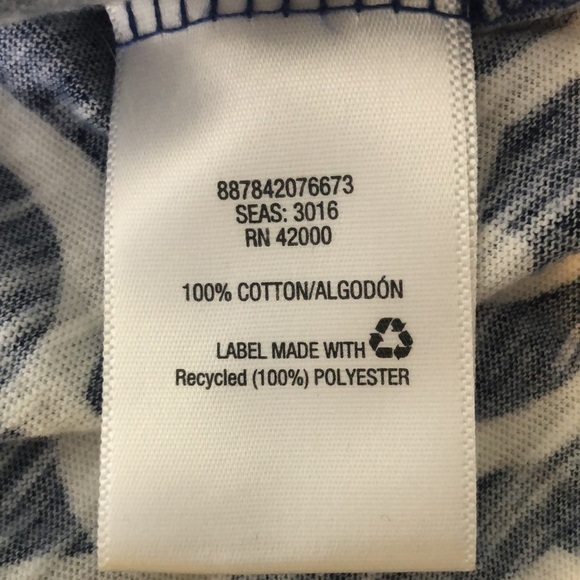 887842076673
SEAS: 3016
RN 42000
100% COTTON/ALGODÓN
LABEL MADE WITH
Recycled (100%) POLYESTER